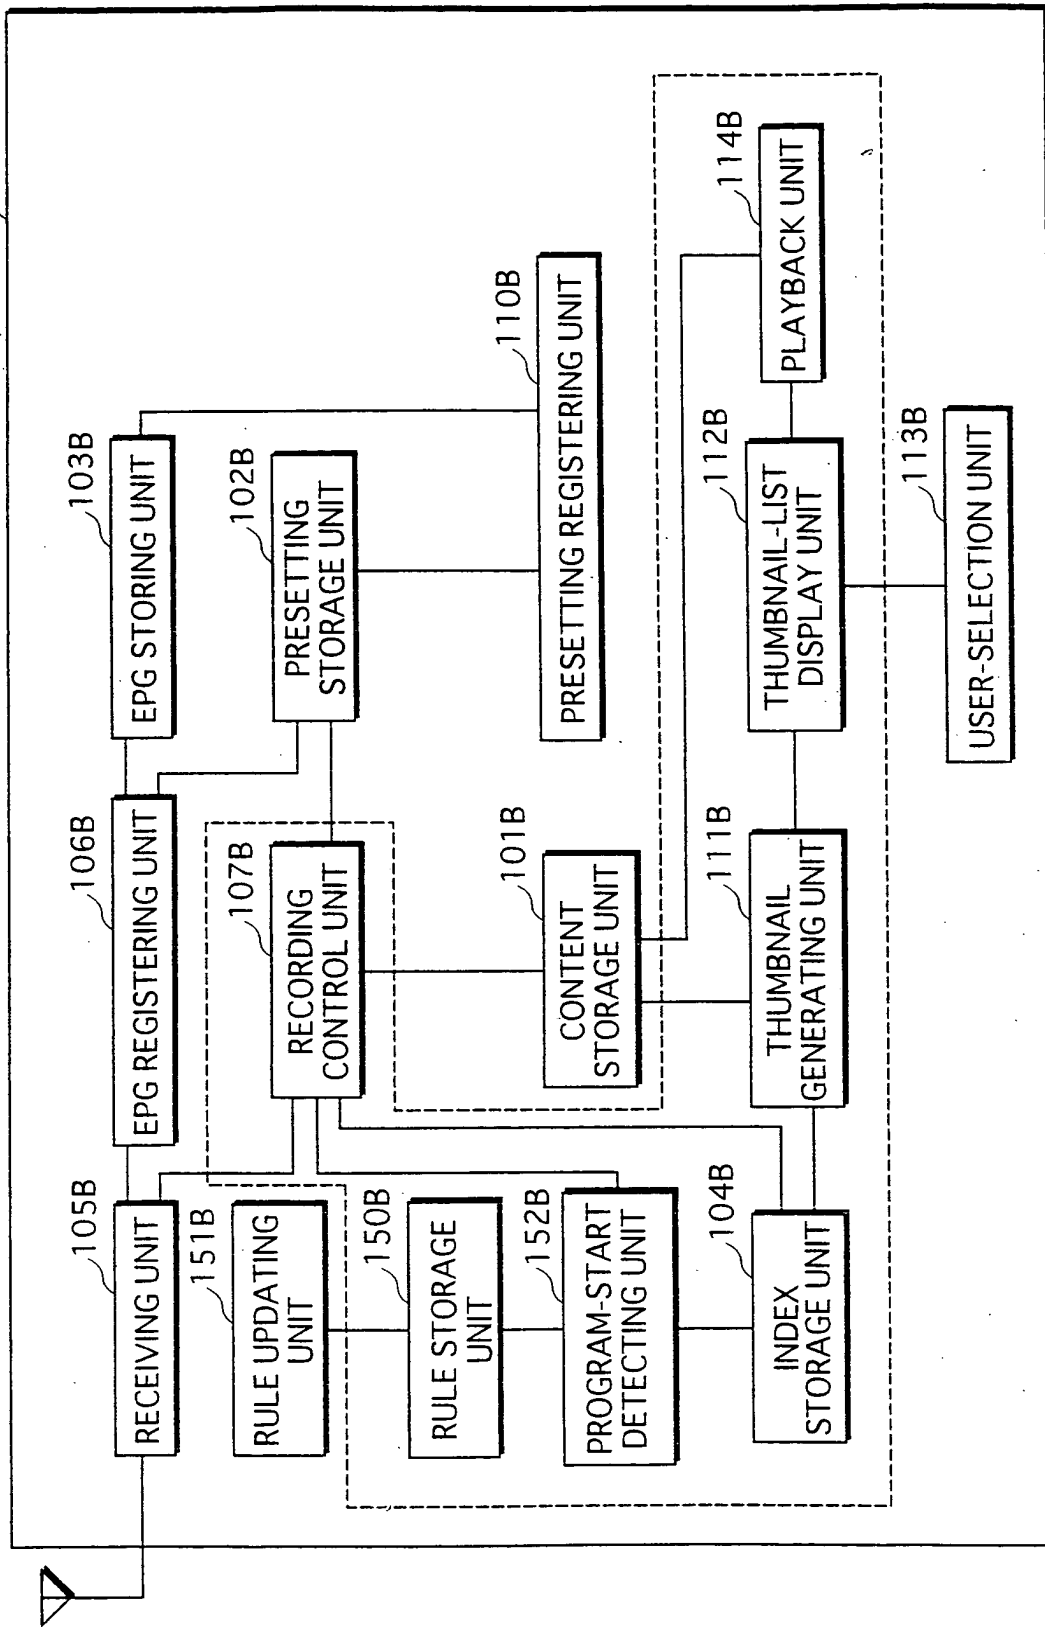 105B
RECEIVING UNIT
106B
EPG REGISTERING UNIT
103B
EPG STORING UNIT
151B
RULE UPDATING
UNIT
107B
RECORDING
CONTROL UNIT
102B
PRESETTING
STORAGE UNIT
150B
RULE STORAGE
UNIT
152B
PROGRAM-START
DETECTING UNIT
101B
CONTENT
STORAGE UNIT
110B
PRESETTING REGISTERING UNIT
104B
INDEX
STORAGE UNIT
111B
THUMBNAIL
GENERATING UNIT
112B
THUMBNAIL-LIST
DISPLAY UNIT
114B
PLAYBACK UNIT
113B
USER-SELECTION UNIT